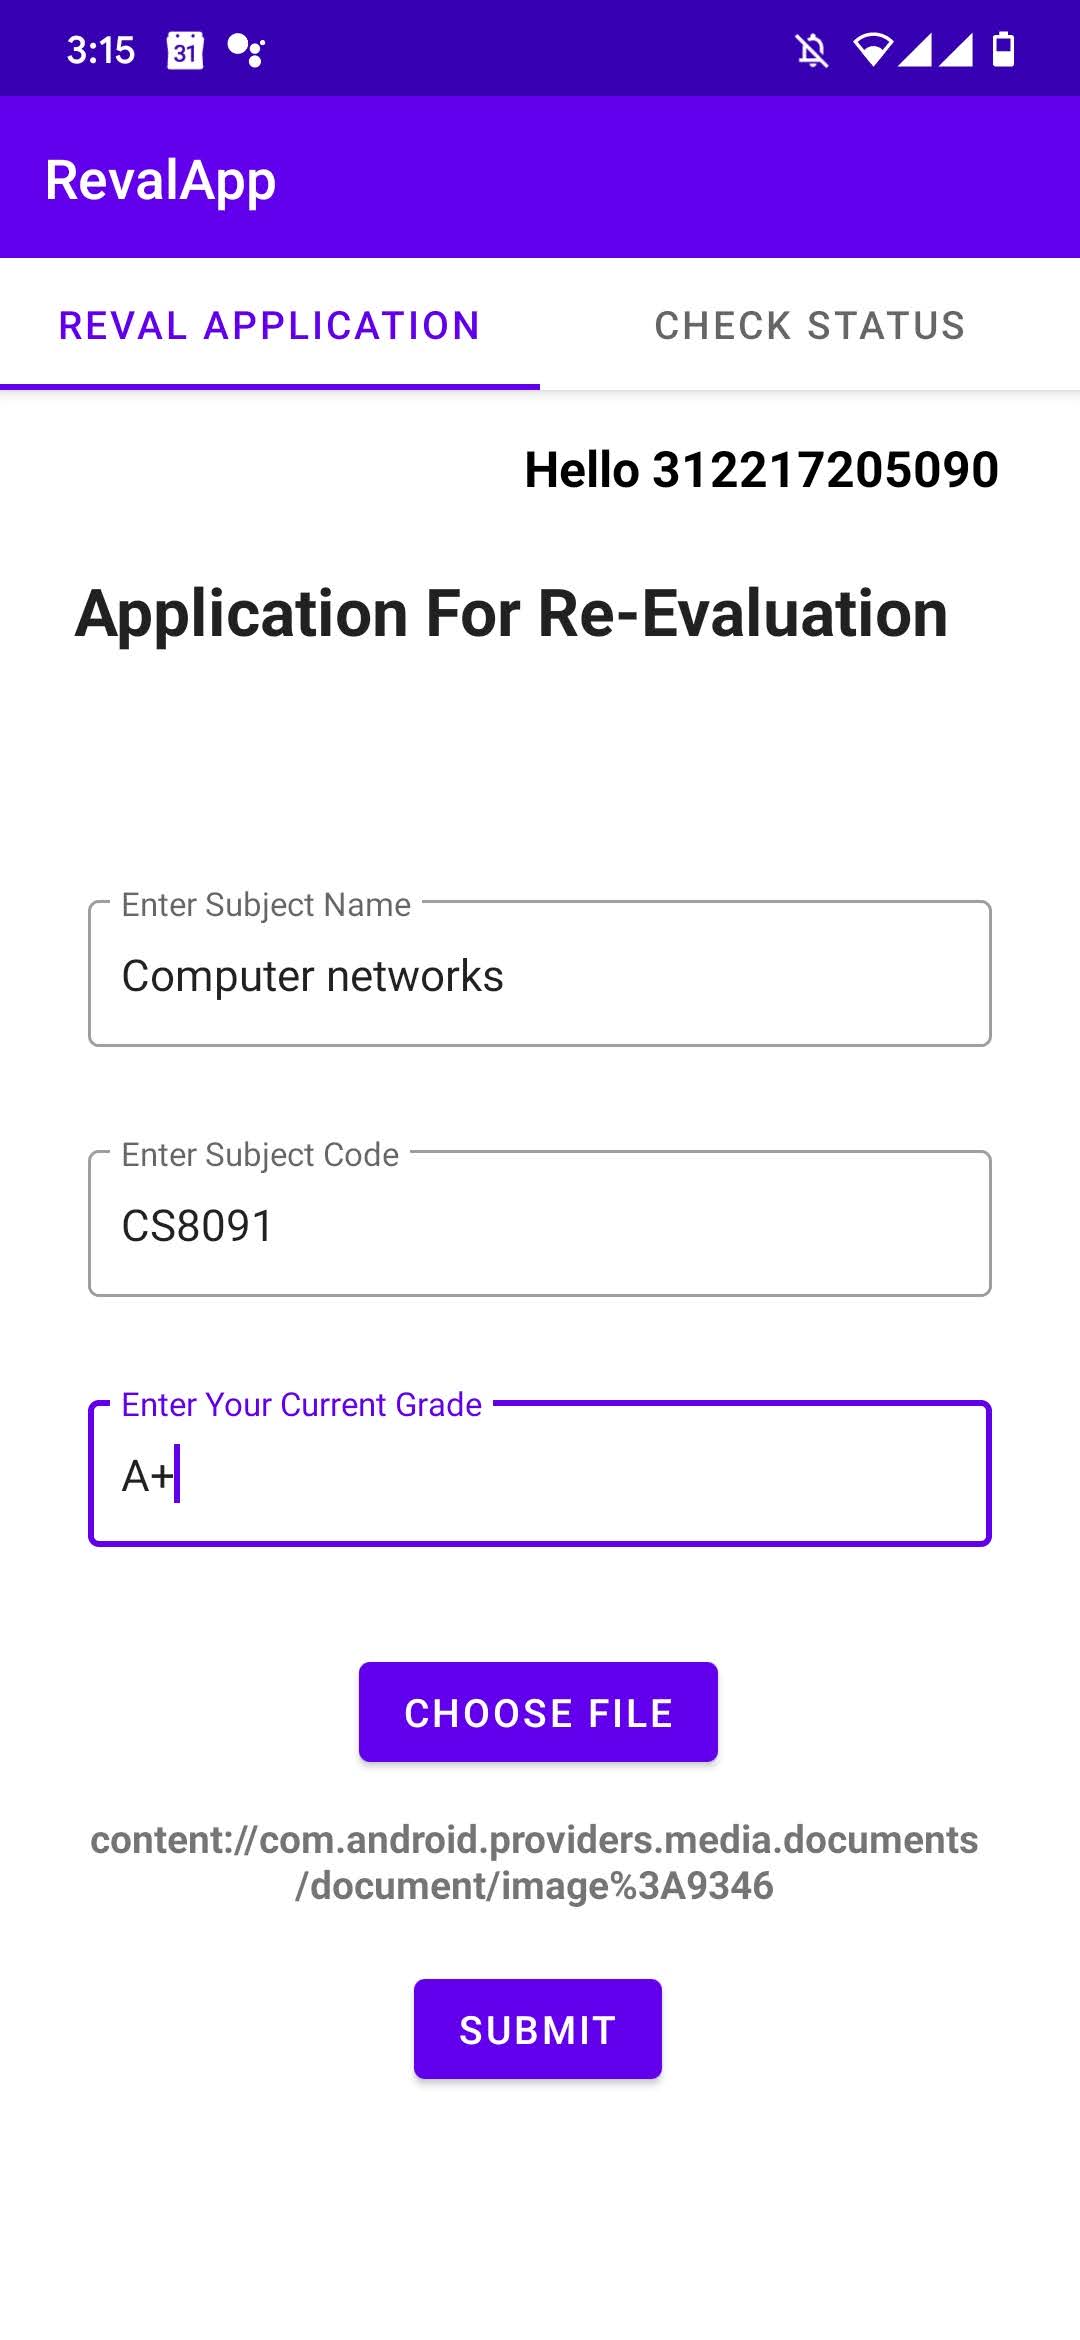 3:15 31
RevalApp
REVAL APPLICATION CHECK STATUS
Hello 312217205090
Application For Re-Evaluation
Enter Subject Name
Computer networks
Enter Subject Code
CS8091
Enter Your Current Grade
A+
CHOOSE FILE
content://com.android.providers.media.documents
/document/image%3A9346
SUBMIT